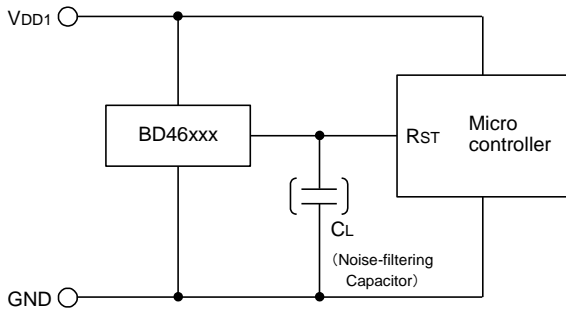 VDD1
BD46xxx
RST
Micro
controller
CL
（Noise-filtering
Capacitor）
GND